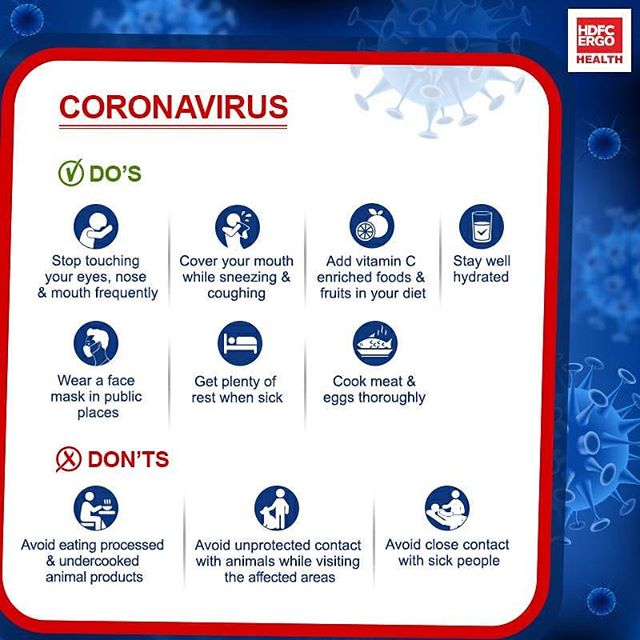 HDFC
ERGO
HEALTH
CORONAVIRUS
DO'S
Stop touching
your eyes, nose
& mouth frequently
Cover your mouth
while sneezing &
coughing
Add vitamin C
enriched foods &
fruits in your diet
Stay well
hydrated
Wear a face
mask in public
places
Get plenty of
rest when sick
Cook meat &
eggs thoroughly
DON'TS
Avoid eating processed
& undercooked
animal products
Avoid unprotected contact
with animals while visiting
the affected areas
Avoid close contact
with sick people